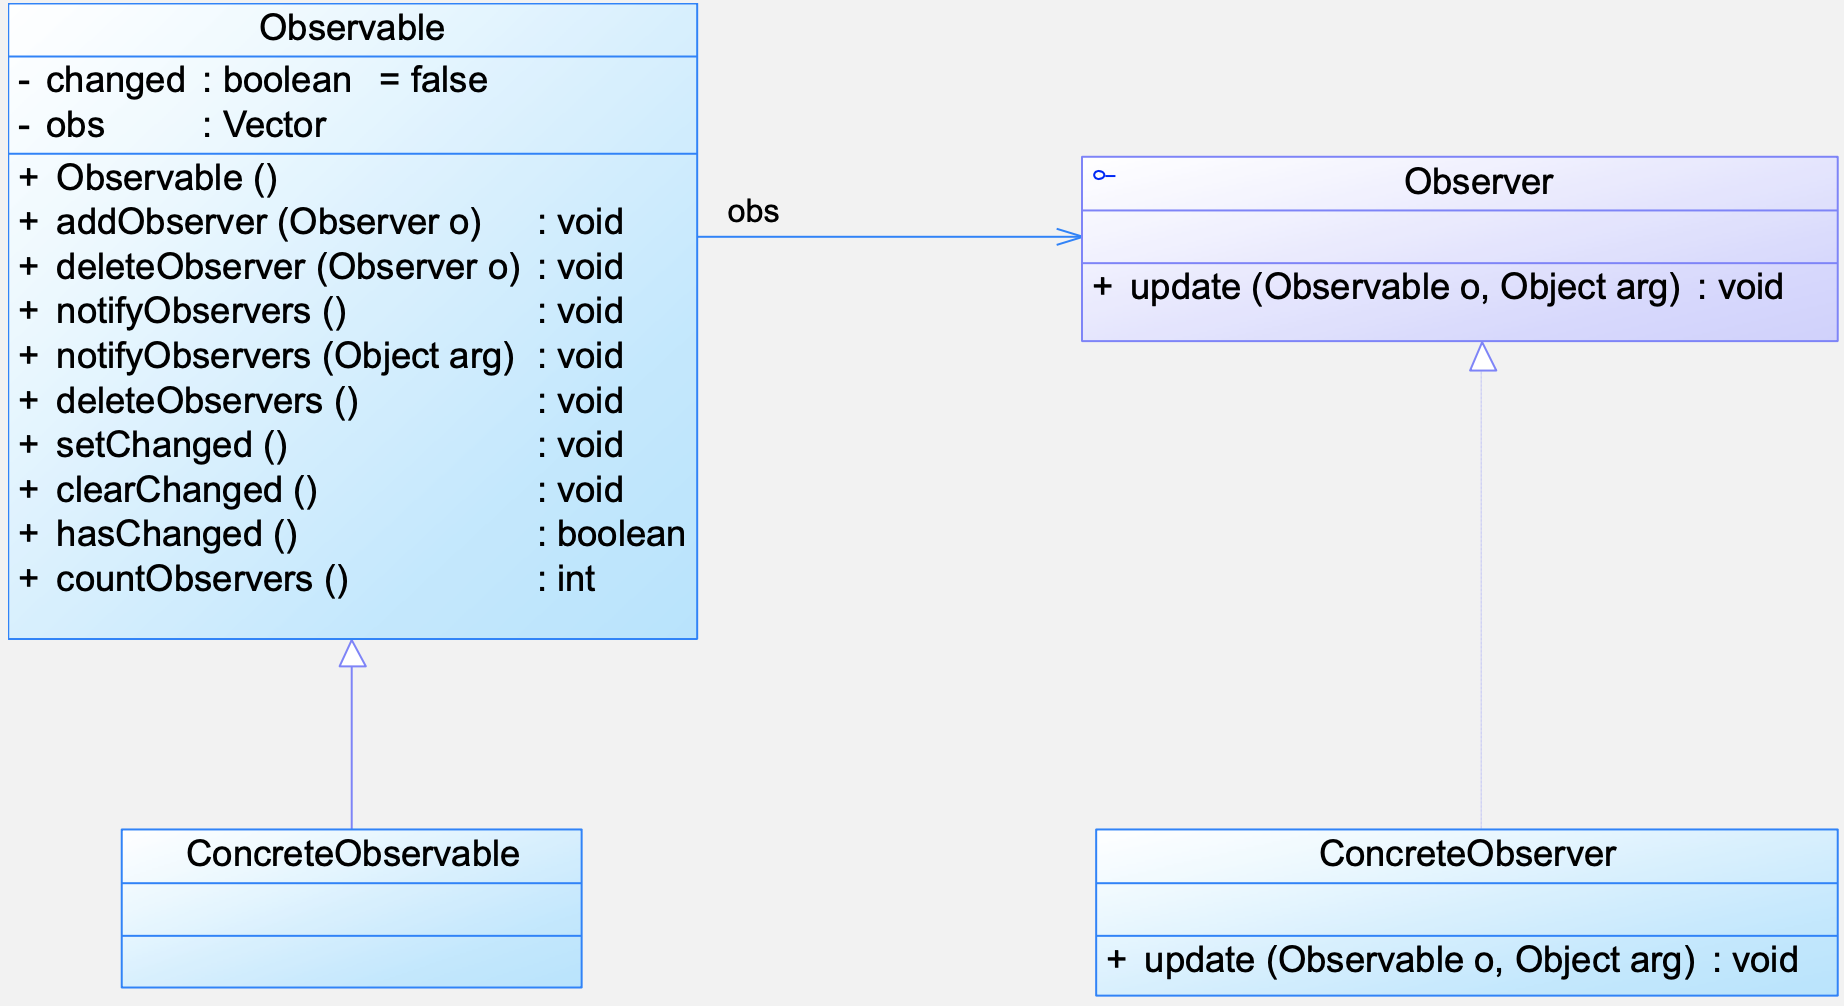 Observable
- changed : boolean = false
- obs : Vector
+ Observable ()
+ addObserver (Observer o) : void
+ deleteObserver (Observer o) : void
+ notifyObservers () : void
+ notifyObservers (Object arg) : void
+ deleteObservers () : void
+ setChanged () : void
+ clearChanged () : void
+ hasChanged () : boolean
+ countObservers () : int
obs
Observer
+ update (Observable o, Object arg) : void
ConcreteObservable
ConcreteObserver
+ update (Observable o, Object arg) : void